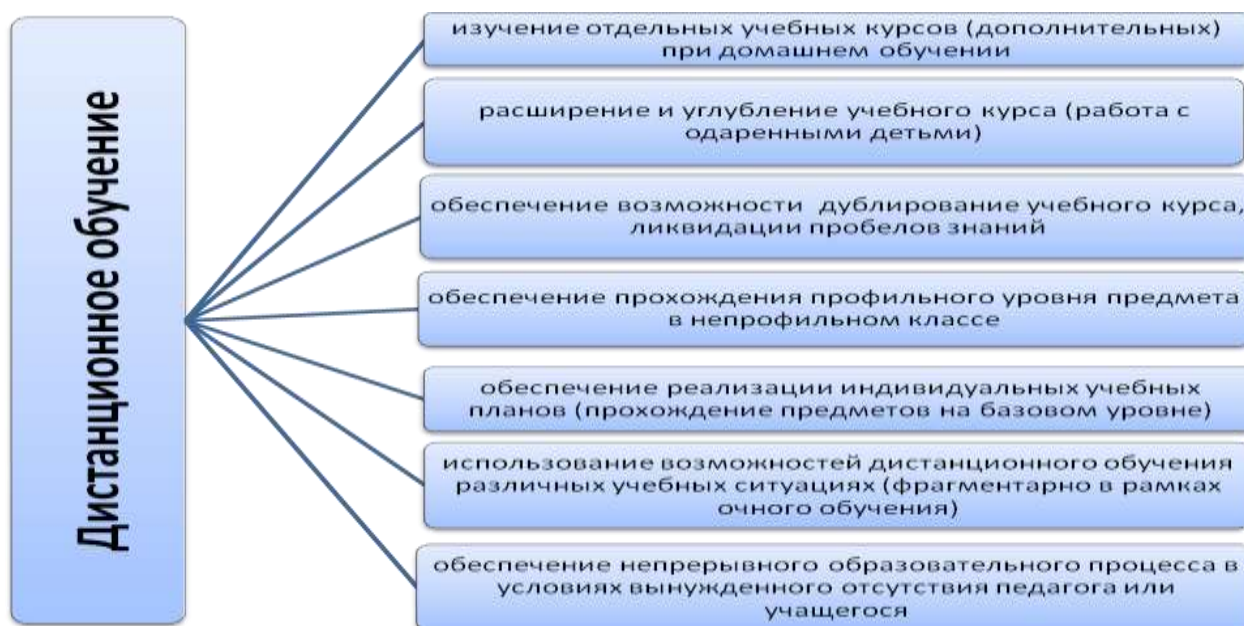 Дистанционное обучение
изучение отдельных учебных курсов (дополнительных)
при домашнем обучении
расширение и углубление учебного курса (работа с
одаренными детьми)
обеспечение возможности дублирование учебного курса,
ликвидации пробелов знаний
обеспечение прохождения профильного уровня предмета
в непрофильном классе
обеспечение реализации индивидуальных учебных
планов (прохождение предметов на базовом уровне)
использование возможностей дистанционного обучения
различных учебных ситуациях (фрагментарно в рамках
очного обучения)
обеспечение непрерывного образовательного процесса в
условиях вынужденного отсутствия педагога или
учащегося